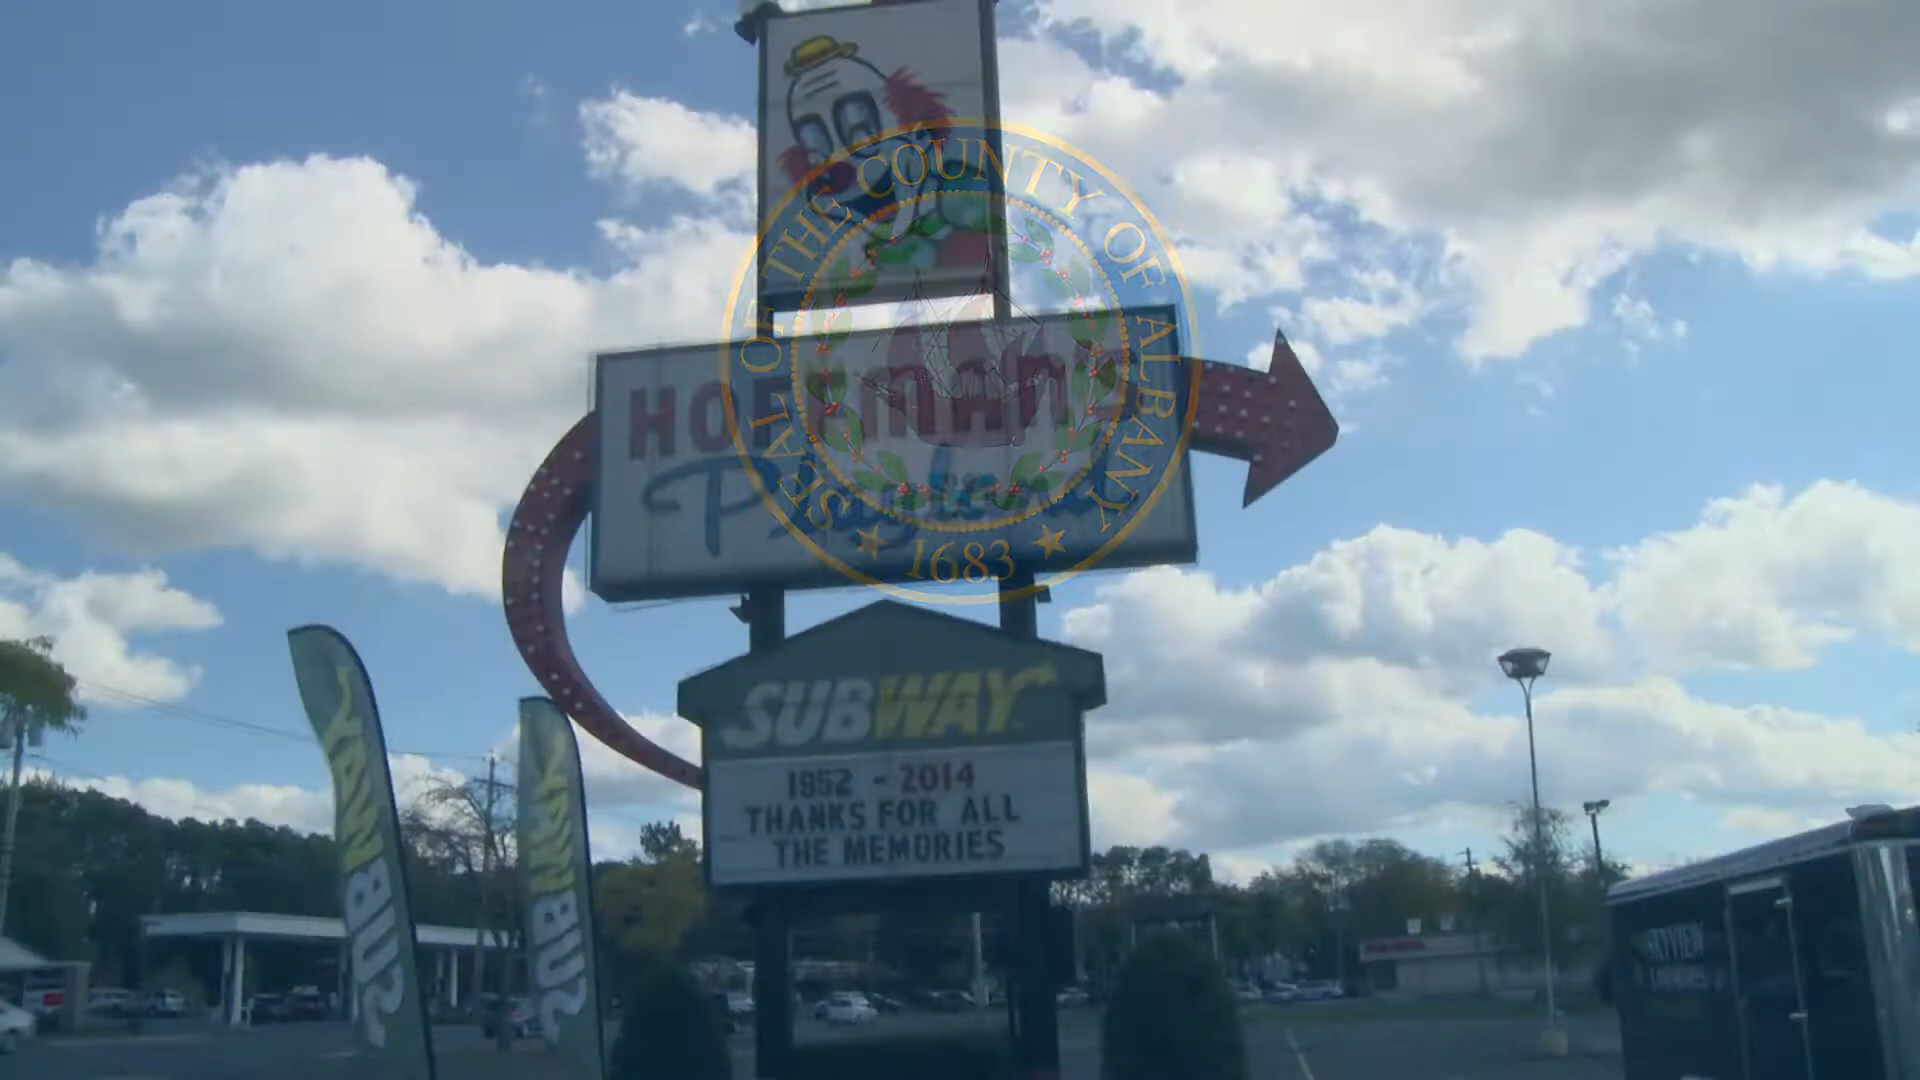 SEAL OF THE COUNTY OF ALBANY
★ 1683 ★
HOFFMAN'S
Playland
SUBWAY
1952 - 2014
THANKS FOR ALL
THE MEMORIES
SUBWAY
SUBWAY